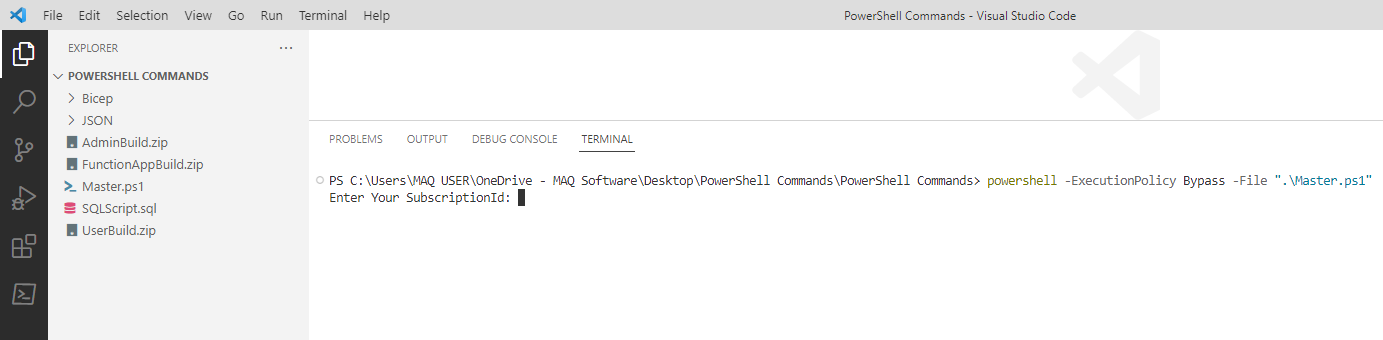 File Edit Selection View Go Run Terminal Help PowerShell Commands - Visual Studio Code
EXPLORER ...
POWERSHELL COMMANDS
Bicep
JSON
AdminBuild.zip
FunctionAppBuild.zip
Master.ps1
SQLScript.sql
UserBuild.zip
PROBLEMS OUTPUT DEBUG CONSOLE TERMINAL
PS C:\Users\MAQ USER\OneDrive - MAQ Software\Desktop\PowerShell Commands\PowerShell Commands> powershell -ExecutionPolicy Bypass -File ".\Master.ps1"
Enter Your SubscriptionId: